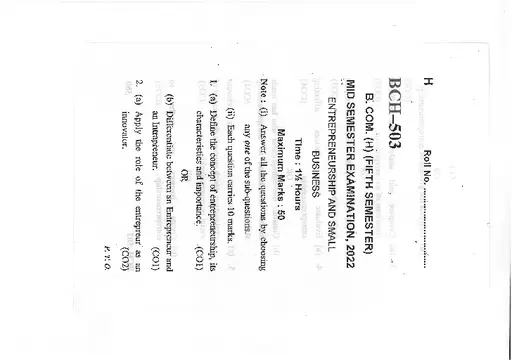 H
Roll No. ........................
BCH–503
B. COM. (H) (FIFTH SEMESTER)
MID SEMESTER EXAMINATION, 2022
ENTREPRENEURSHIP AND SMALL
BUSINESS
Time : 1½ Hours
Maximum Marks : 50
Note : (i) Answer all the questions by choosing
any one of the sub-questions.
(ii) Each question carries 10 marks.
1. (a) Define the concept of entrepreneurship, its
characteristics and importance. (CO1)
OR
(b) Differentiate between an Entrepreneur and
an Intrapreneur. (CO1)
2. (a) Apply the role of the entrepreur as an
innovator. (CO2)
P. T. O.